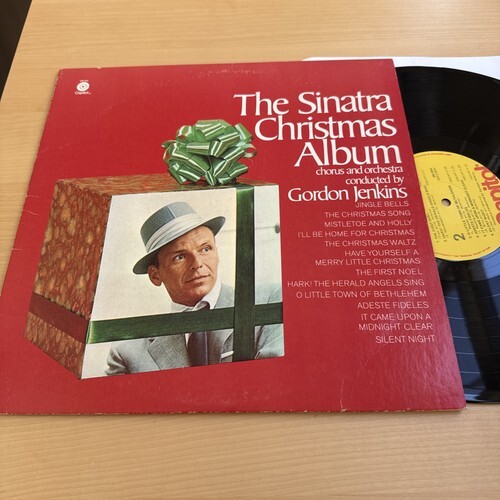 Capitol
The Sinatra
Christmas
Album
chorus and orchestra
conducted by
Gordon Jenkins
JINGLE BELLS
THE CHRISTMAS SONG
MISTLETOE AND HOLLY
I'LL BE HOME FOR CHRISTMAS
THE CHRISTMAS WALTZ
HAVE YOURSELF A
MERRY LITTLE CHRISTMAS
THE FIRST NOEL
HARK! THE HERALD ANGELS SING
O LITTLE TOWN OF BETHLEHEM
ADESTE FIDELES
IT CAME UPON A
MIDNIGHT CLEAR
SILENT NIGHT
2